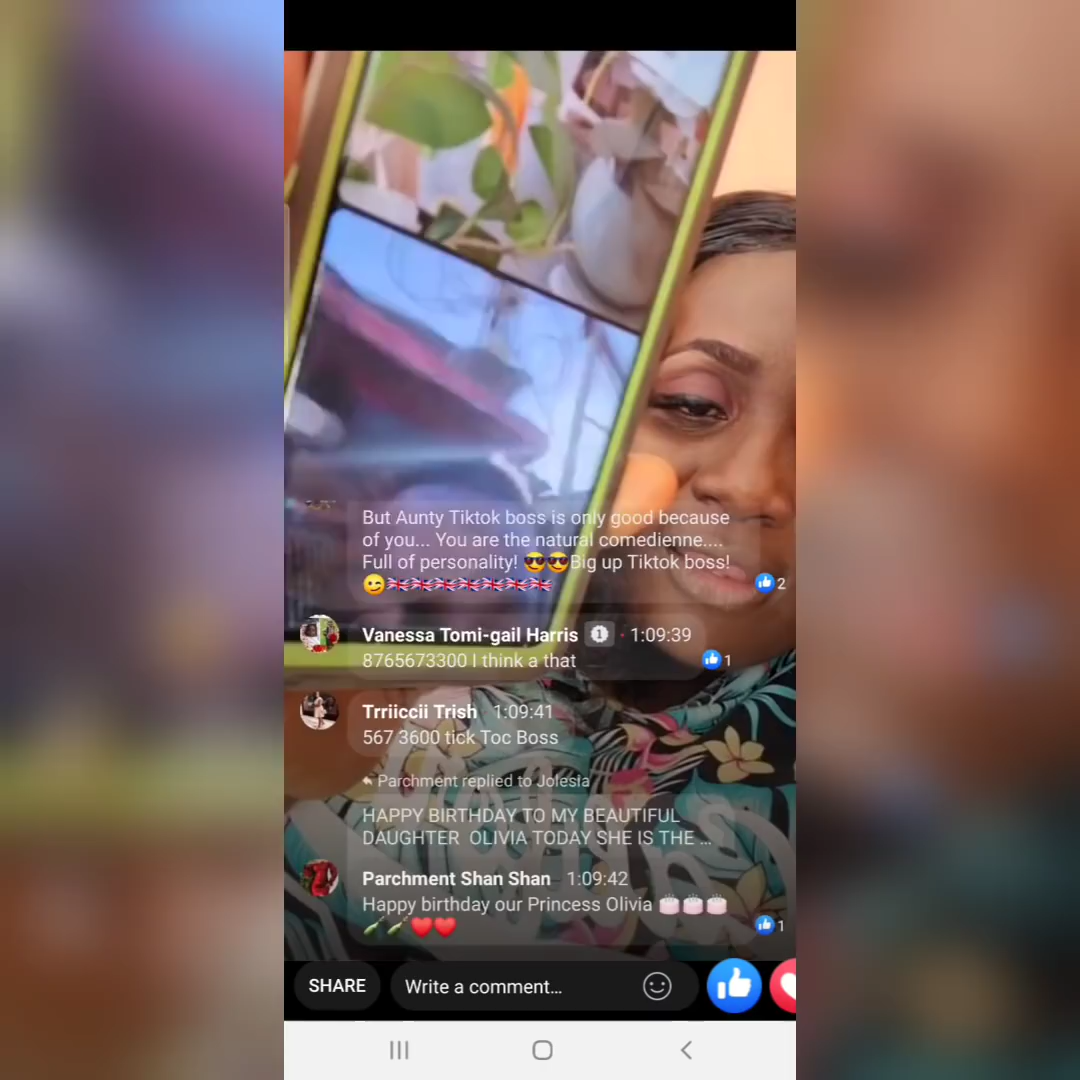 But Aunty Tiktok boss is only good because
of you... You are the natural comedienne....
Full of personality! 😎😎Big up Tiktok boss!
😉🇬🇧🇬🇧🇬🇧🇬🇧🇬🇧🇬🇧🇬🇧 2
Vanessa Tomi-gail Harris 1 · 1:09:39
8765673300 I think a that 1
Trriiccii Trish 1:09:41
567 3600 tick Toc Boss
Parchment replied to Jolesia
HAPPY BIRTHDAY TO MY BEAUTIFUL
DAUGHTER OLIVIA TODAY SHE IS THE ...
Parchment Shan Shan 1:09:42
Happy birthday our Princess Olivia 🎂🎂🎂
🍾🍾❤️❤️ 1
SHARE Write a comment...